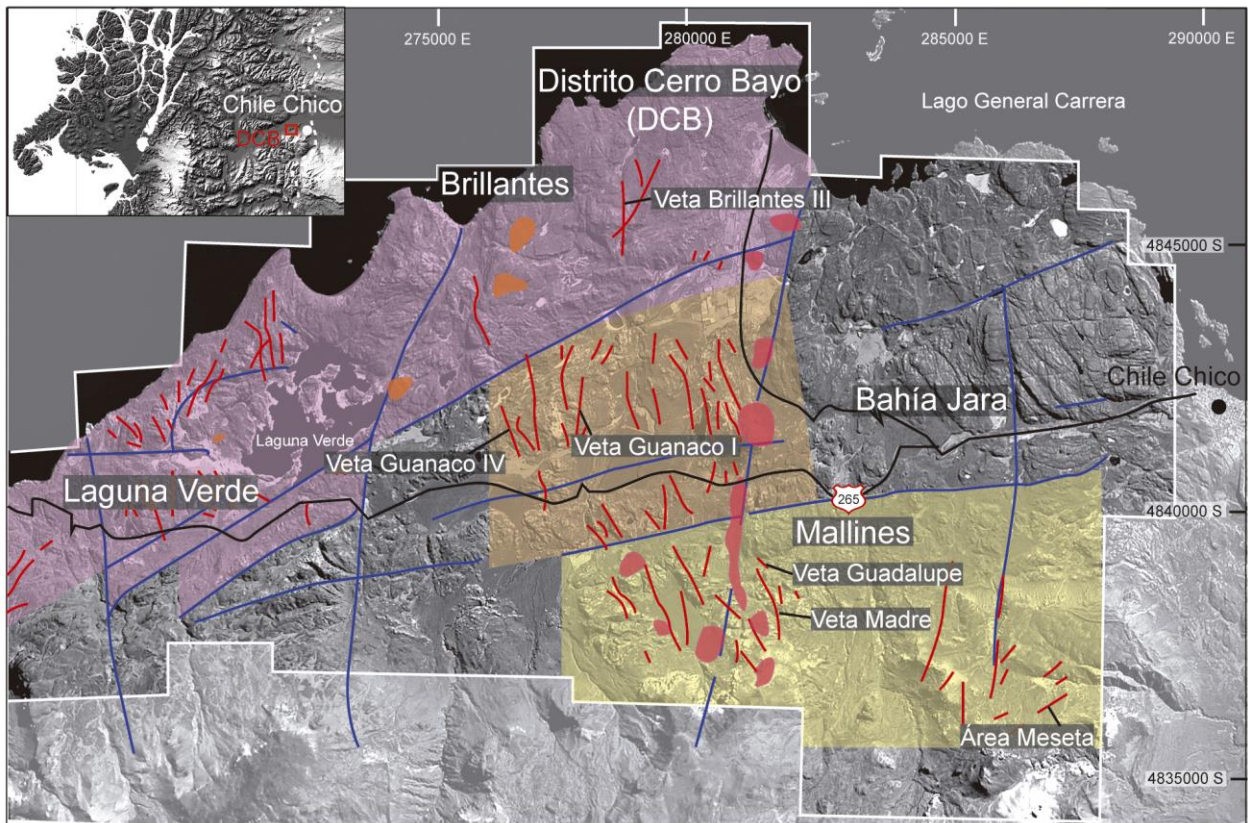 275000 E
280000 E
285000 E
290000 E
Chile Chico
DCB
Distrito Cerro Bayo
(DCB)
Lago General Carrera
Brillantes
Veta Brillantes III
4845000 S
Chile Chico
Bahía Jara
Laguna Verde
Veta Guanaco IV
Veta Guanaco I
Laguna Verde
265
4840000 S
Mallines
Veta Guadalupe
Veta Madre
Área Meseta
4835000 S